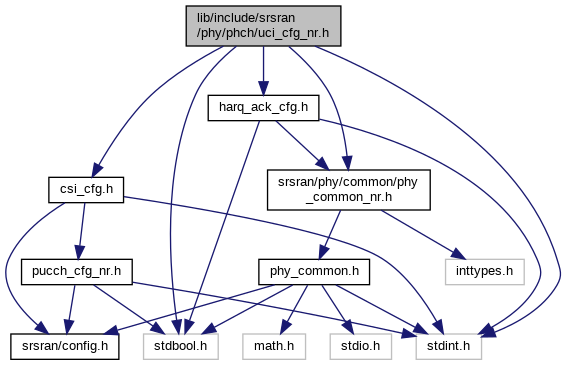 lib/include/srsran
/phy/phch/uci_cfg_nr.h
harq_ack_cfg.h
csi_cfg.h
srsran/phy/common/phy
_common_nr.h
pucch_cfg_nr.h
phy_common.h
inttypes.h
srsran/config.h
stdbool.h
math.h
stdio.h
stdint.h